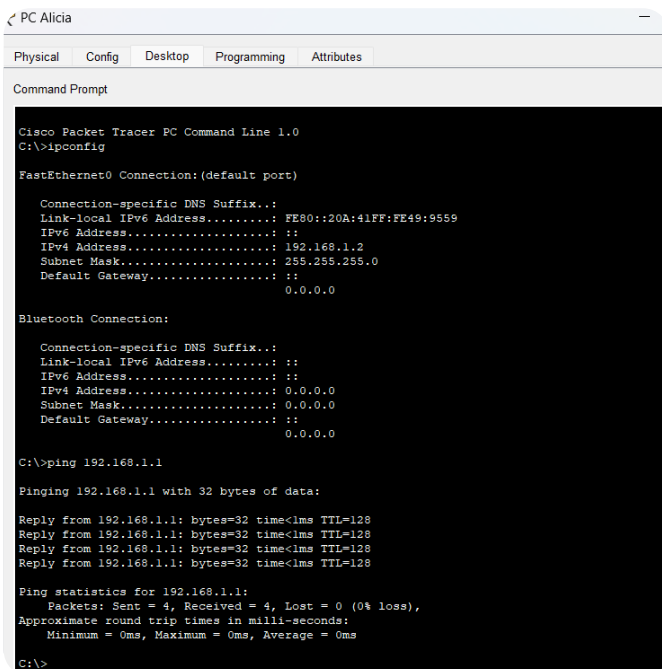 PC Alicia
Physical Config Desktop Programming Attributes
Command Prompt
Cisco Packet Tracer PC Command Line 1.0
C:\>ipconfig
FastEthernet0 Connection:(default port)
Connection-specific DNS Suffix..:
Link-local IPv6 Address.........: FE80::20A:41FF:FE49:9559
IPv6 Address....................: ::
IPv4 Address....................: 192.168.1.2
Subnet Mask.....................: 255.255.255.0
Default Gateway.................: ::
0.0.0.0
Bluetooth Connection:
Connection-specific DNS Suffix..:
Link-local IPv6 Address.........: ::
IPv6 Address....................: ::
IPv4 Address....................: 0.0.0.0
Subnet Mask.....................: 0.0.0.0
Default Gateway.................: ::
0.0.0.0
C:\>ping 192.168.1.1
Pinging 192.168.1.1 with 32 bytes of data:
Reply from 192.168.1.1: bytes=32 time<1ms TTL=128
Reply from 192.168.1.1: bytes=32 time<1ms TTL=128
Reply from 192.168.1.1: bytes=32 time<1ms TTL=128
Reply from 192.168.1.1: bytes=32 time<1ms TTL=128
Ping statistics for 192.168.1.1:
Packets: Sent = 4, Received = 4, Lost = 0 (0% loss),
Approximate round trip times in milli-seconds:
Minimum = 0ms, Maximum = 0ms, Average = 0ms
C:\>